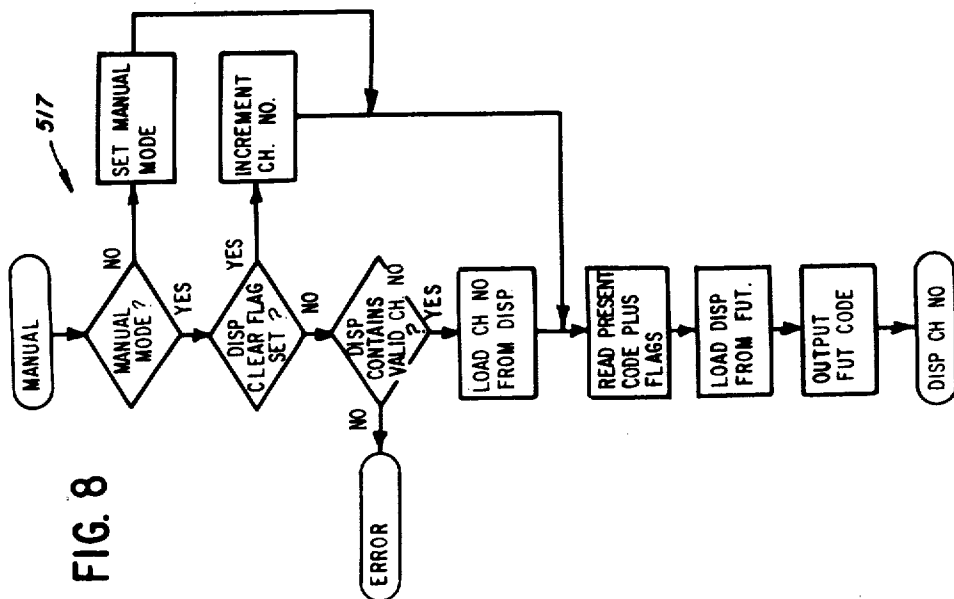 FIG. 8
517
MANUAL
MANUAL
MODE?
NO
YES
SET MANUAL
MODE
DISP
CLEAR FLAG
SET ?
YES
NO
INCREMENT
CH. NO.
DISP
CONTAINS
VALID CH. NO
?
NO
YES
ERROR
LOAD CH NO
FROM DISP.
READ PRESENT
CODE PLUS
FLAGS
LOAD DISP
FROM FUT.
OUTPUT
FUT CODE
DISP CH NO